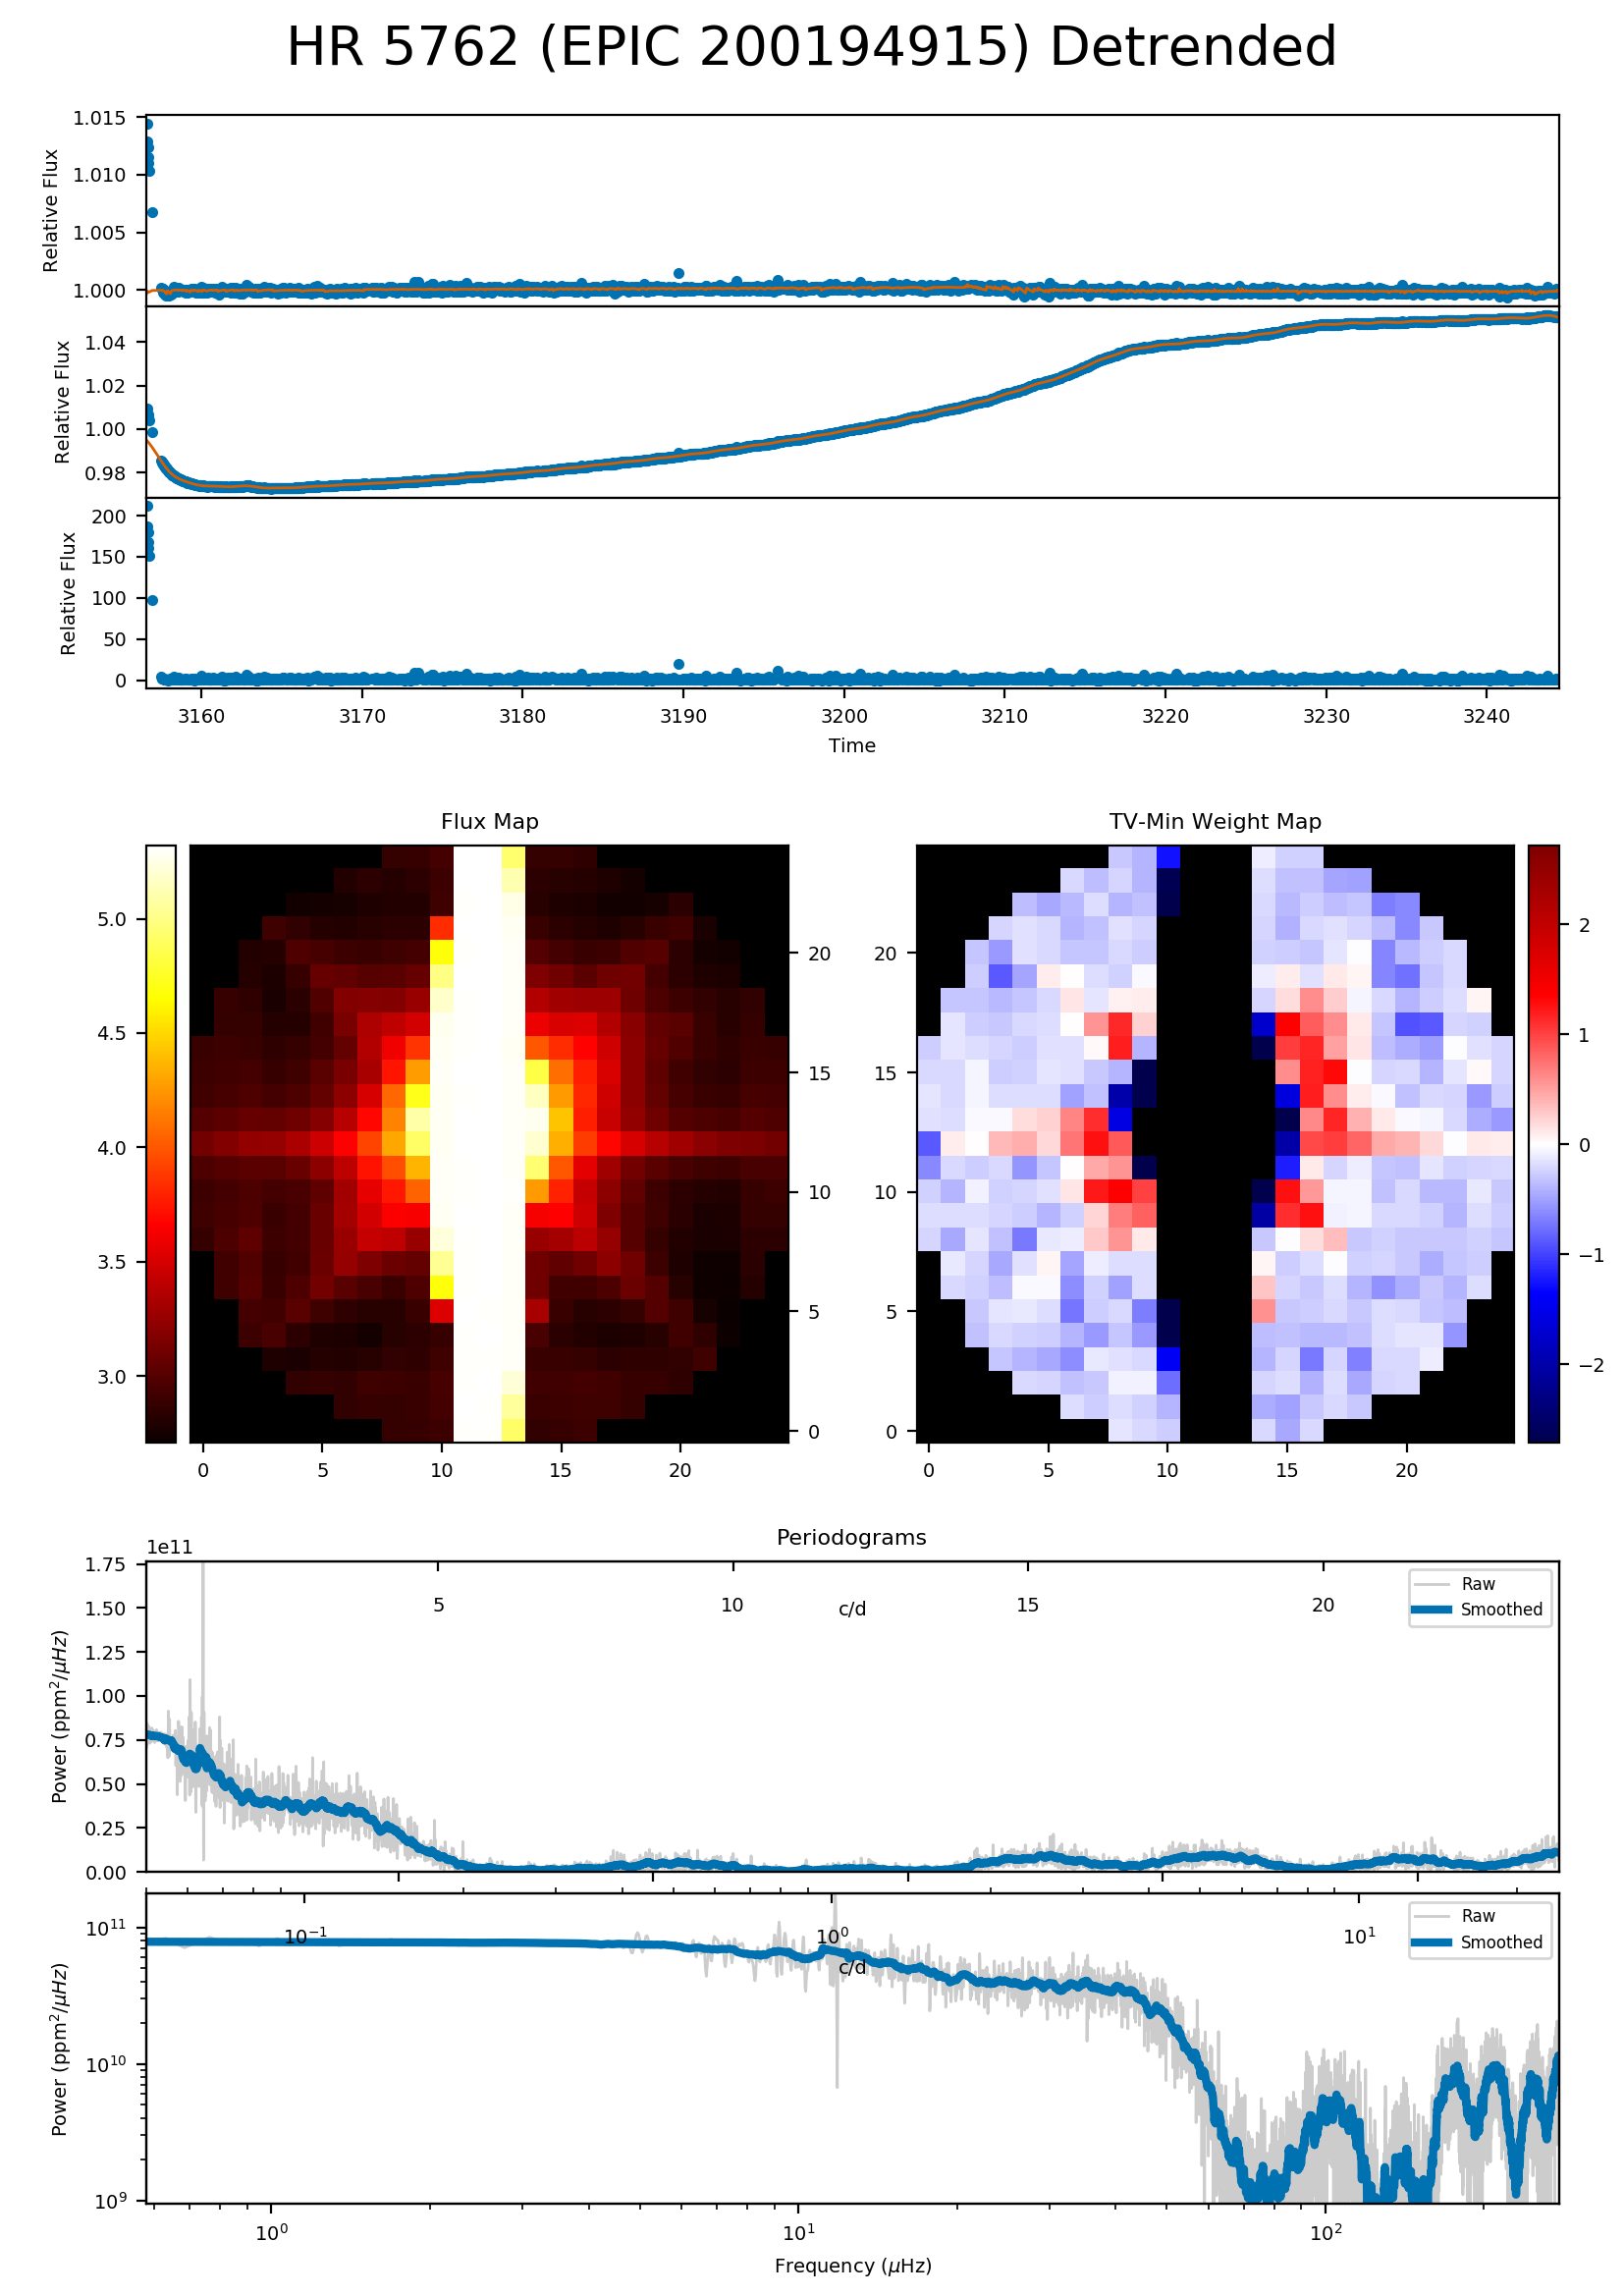 HR 5762 (EPIC 200194915) Detrended
1.015
1.010
1.005
1.000
Relative Flux
1.04
1.02
1.00
0.98
Relative Flux
200
150
100
50
0
Relative Flux
3160 3170 3180 3190 3200 3210 3220 3230 3240
Time
Flux Map
5.0
4.5
4.0
3.5
3.0
20
15
10
5
0
0 5 10 15 20
TV-Min Weight Map
20
15
10
5
0
0 5 10 15 20
2
1
0
−1
−2
Periodograms
1e11
1.75
1.50
1.25
1.00
0.75
0.50
0.25
0.00
Power (ppm²/μHz)
5 10 15 20
c/d
Raw
Smoothed
10¹¹
10¹⁰
10⁹
Power (ppm²/μHz)
10⁻¹ 10⁰ 10¹
c/d
Raw
Smoothed
10⁰ 10¹ 10²
Frequency (μHz)